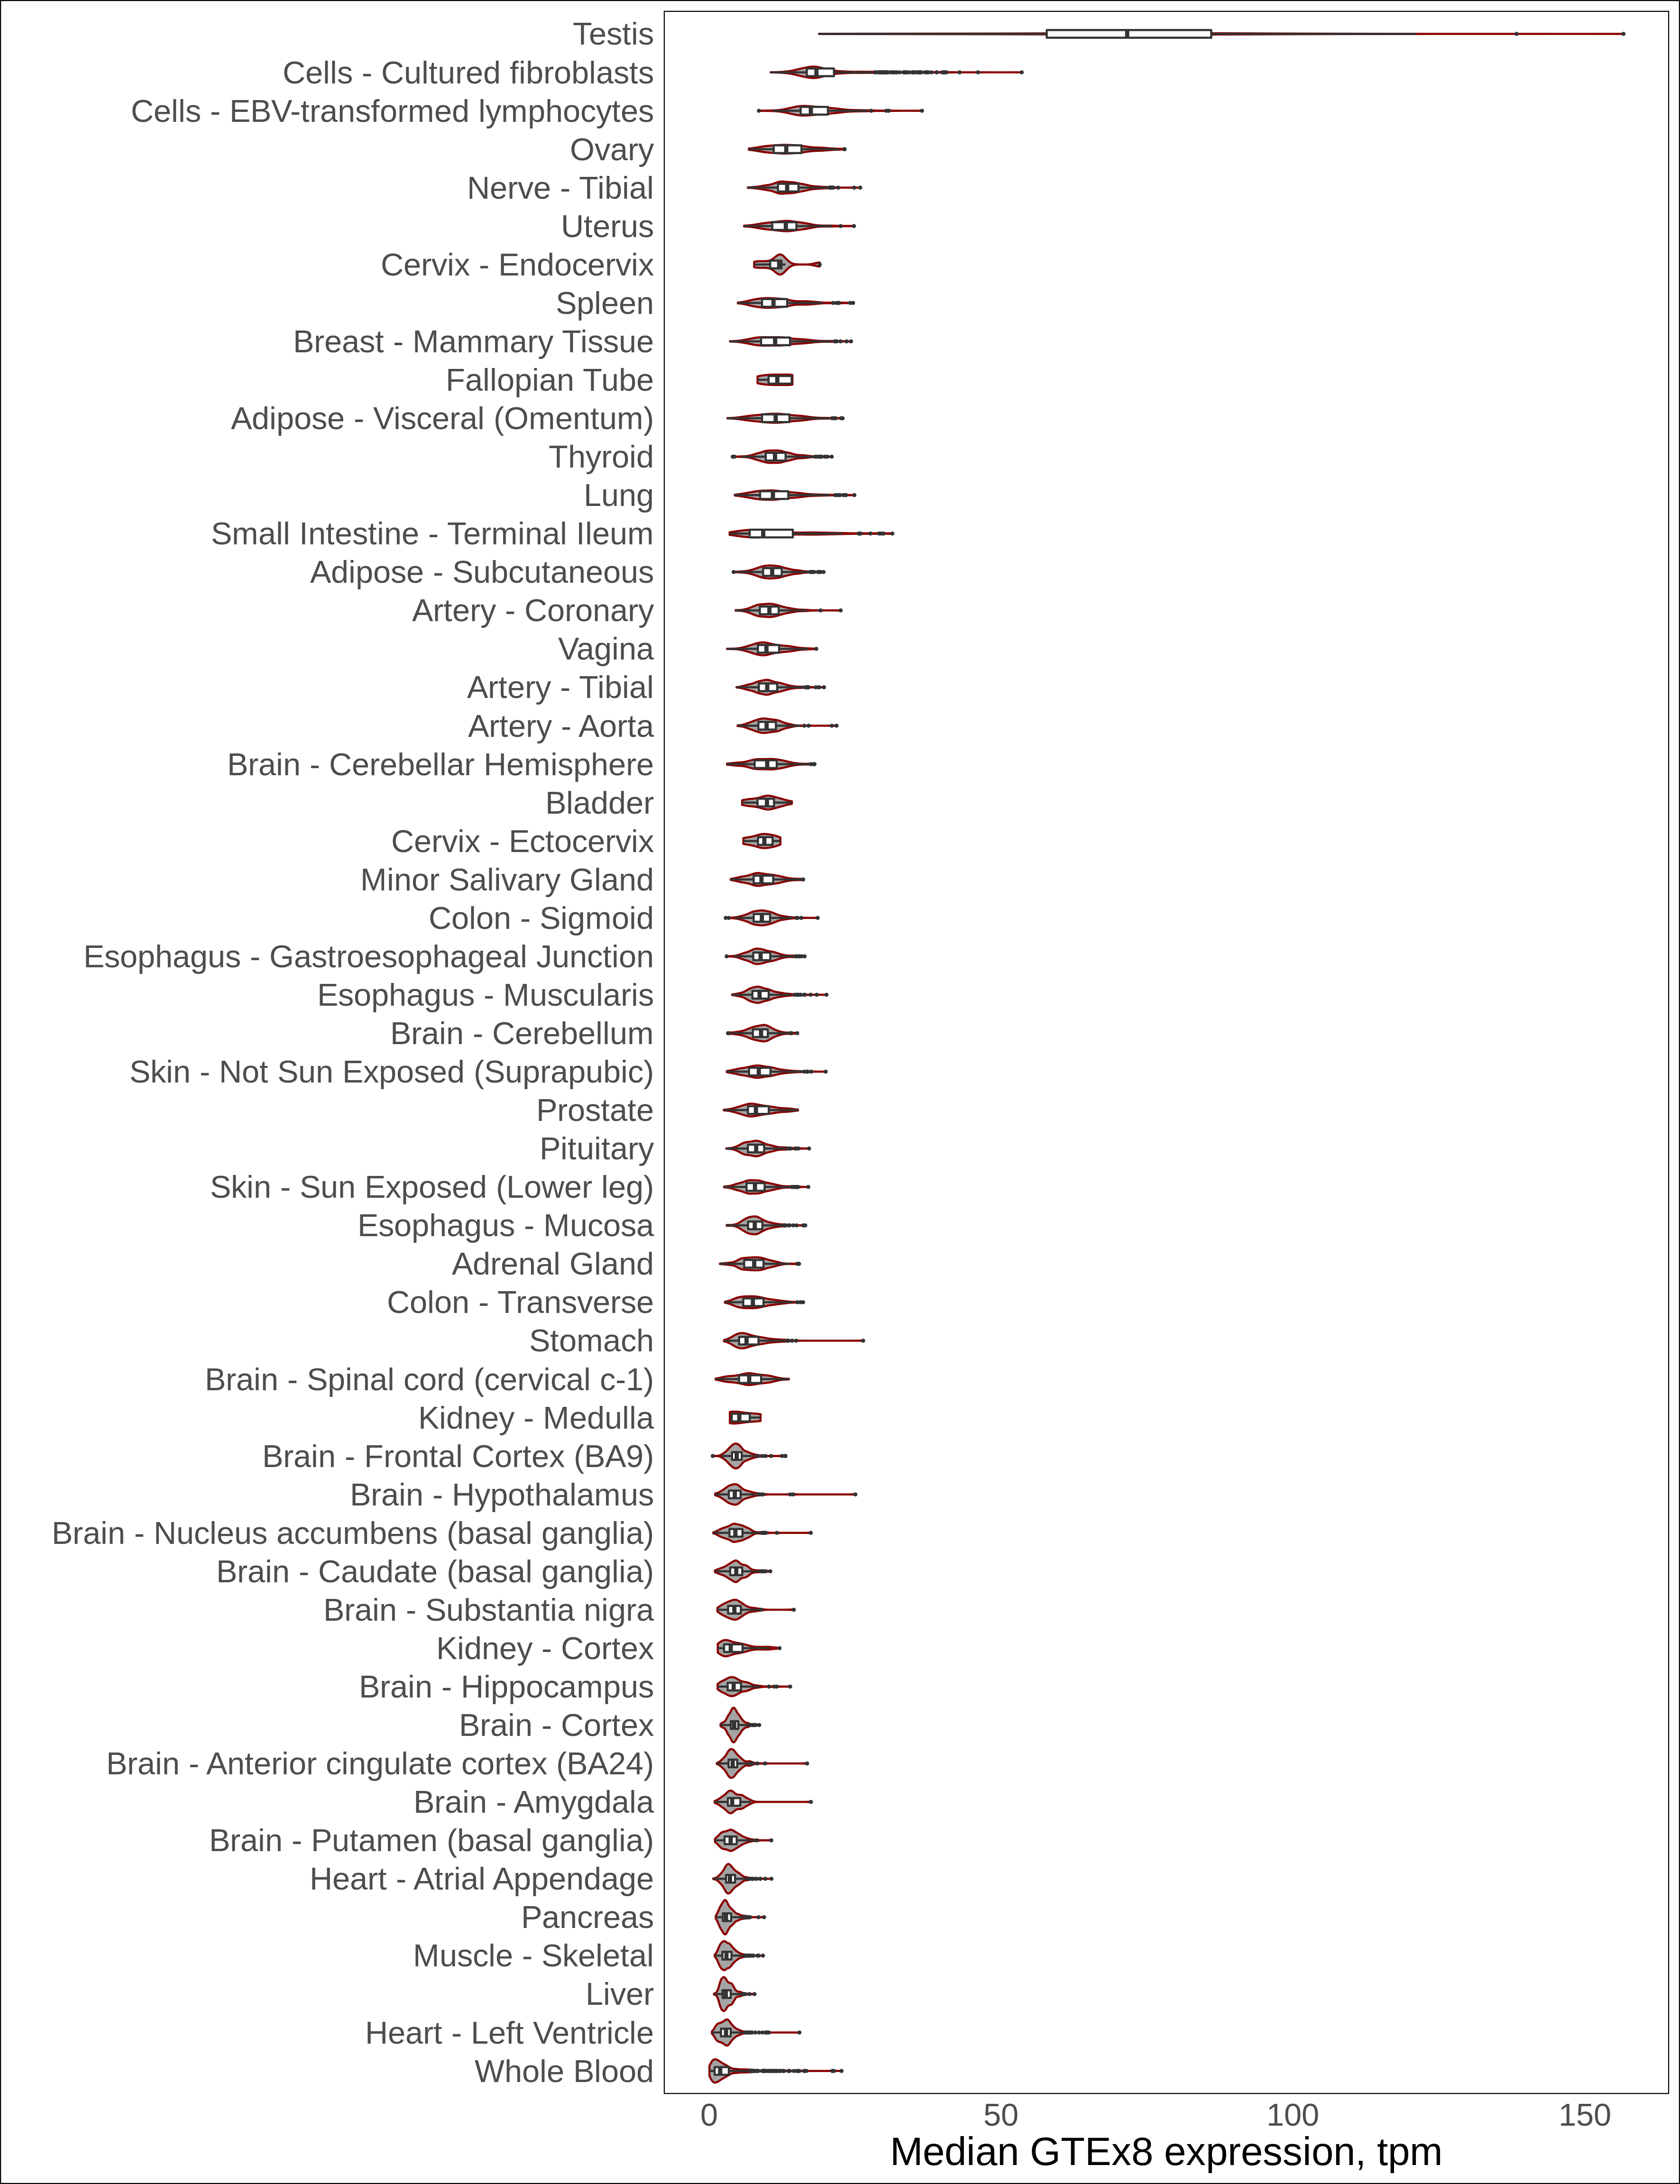 Testis
Cells - Cultured fibroblasts
Cells - EBV-transformed lymphocytes
Ovary
Nerve - Tibial
Uterus
Cervix - Endocervix
Spleen
Breast - Mammary Tissue
Fallopian Tube
Adipose - Visceral (Omentum)
Thyroid
Lung
Small Intestine - Terminal Ileum
Adipose - Subcutaneous
Artery - Coronary
Vagina
Artery - Tibial
Artery - Aorta
Brain - Cerebellar Hemisphere
Bladder
Cervix - Ectocervix
Minor Salivary Gland
Colon - Sigmoid
Esophagus - Gastroesophageal Junction
Esophagus - Muscularis
Brain - Cerebellum
Skin - Not Sun Exposed (Suprapubic)
Prostate
Pituitary
Skin - Sun Exposed (Lower leg)
Esophagus - Mucosa
Adrenal Gland
Colon - Transverse
Stomach
Brain - Spinal cord (cervical c-1)
Kidney - Medulla
Brain - Frontal Cortex (BA9)
Brain - Hypothalamus
Brain - Nucleus accumbens (basal ganglia)
Brain - Caudate (basal ganglia)
Brain - Substantia nigra
Kidney - Cortex
Brain - Hippocampus
Brain - Cortex
Brain - Anterior cingulate cortex (BA24)
Brain - Amygdala
Brain - Putamen (basal ganglia)
Heart - Atrial Appendage
Pancreas
Muscle - Skeletal
Liver
Heart - Left Ventricle
Whole Blood
0 50 100 150
Median GTEx8 expression, tpm